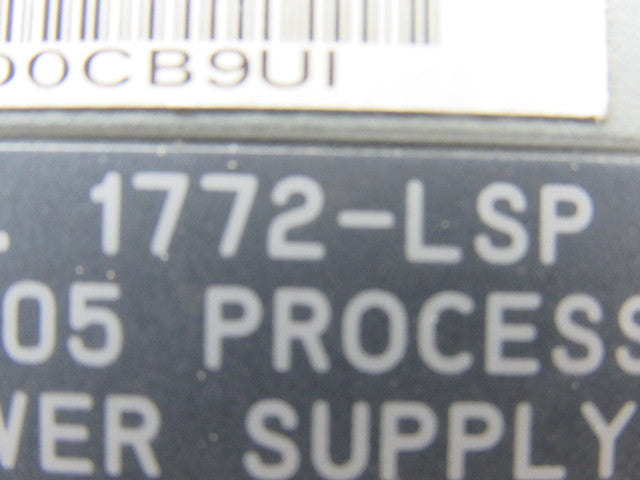 00CB9UI
. 1772-LSP
05 PROCESS
WER SUPPLY